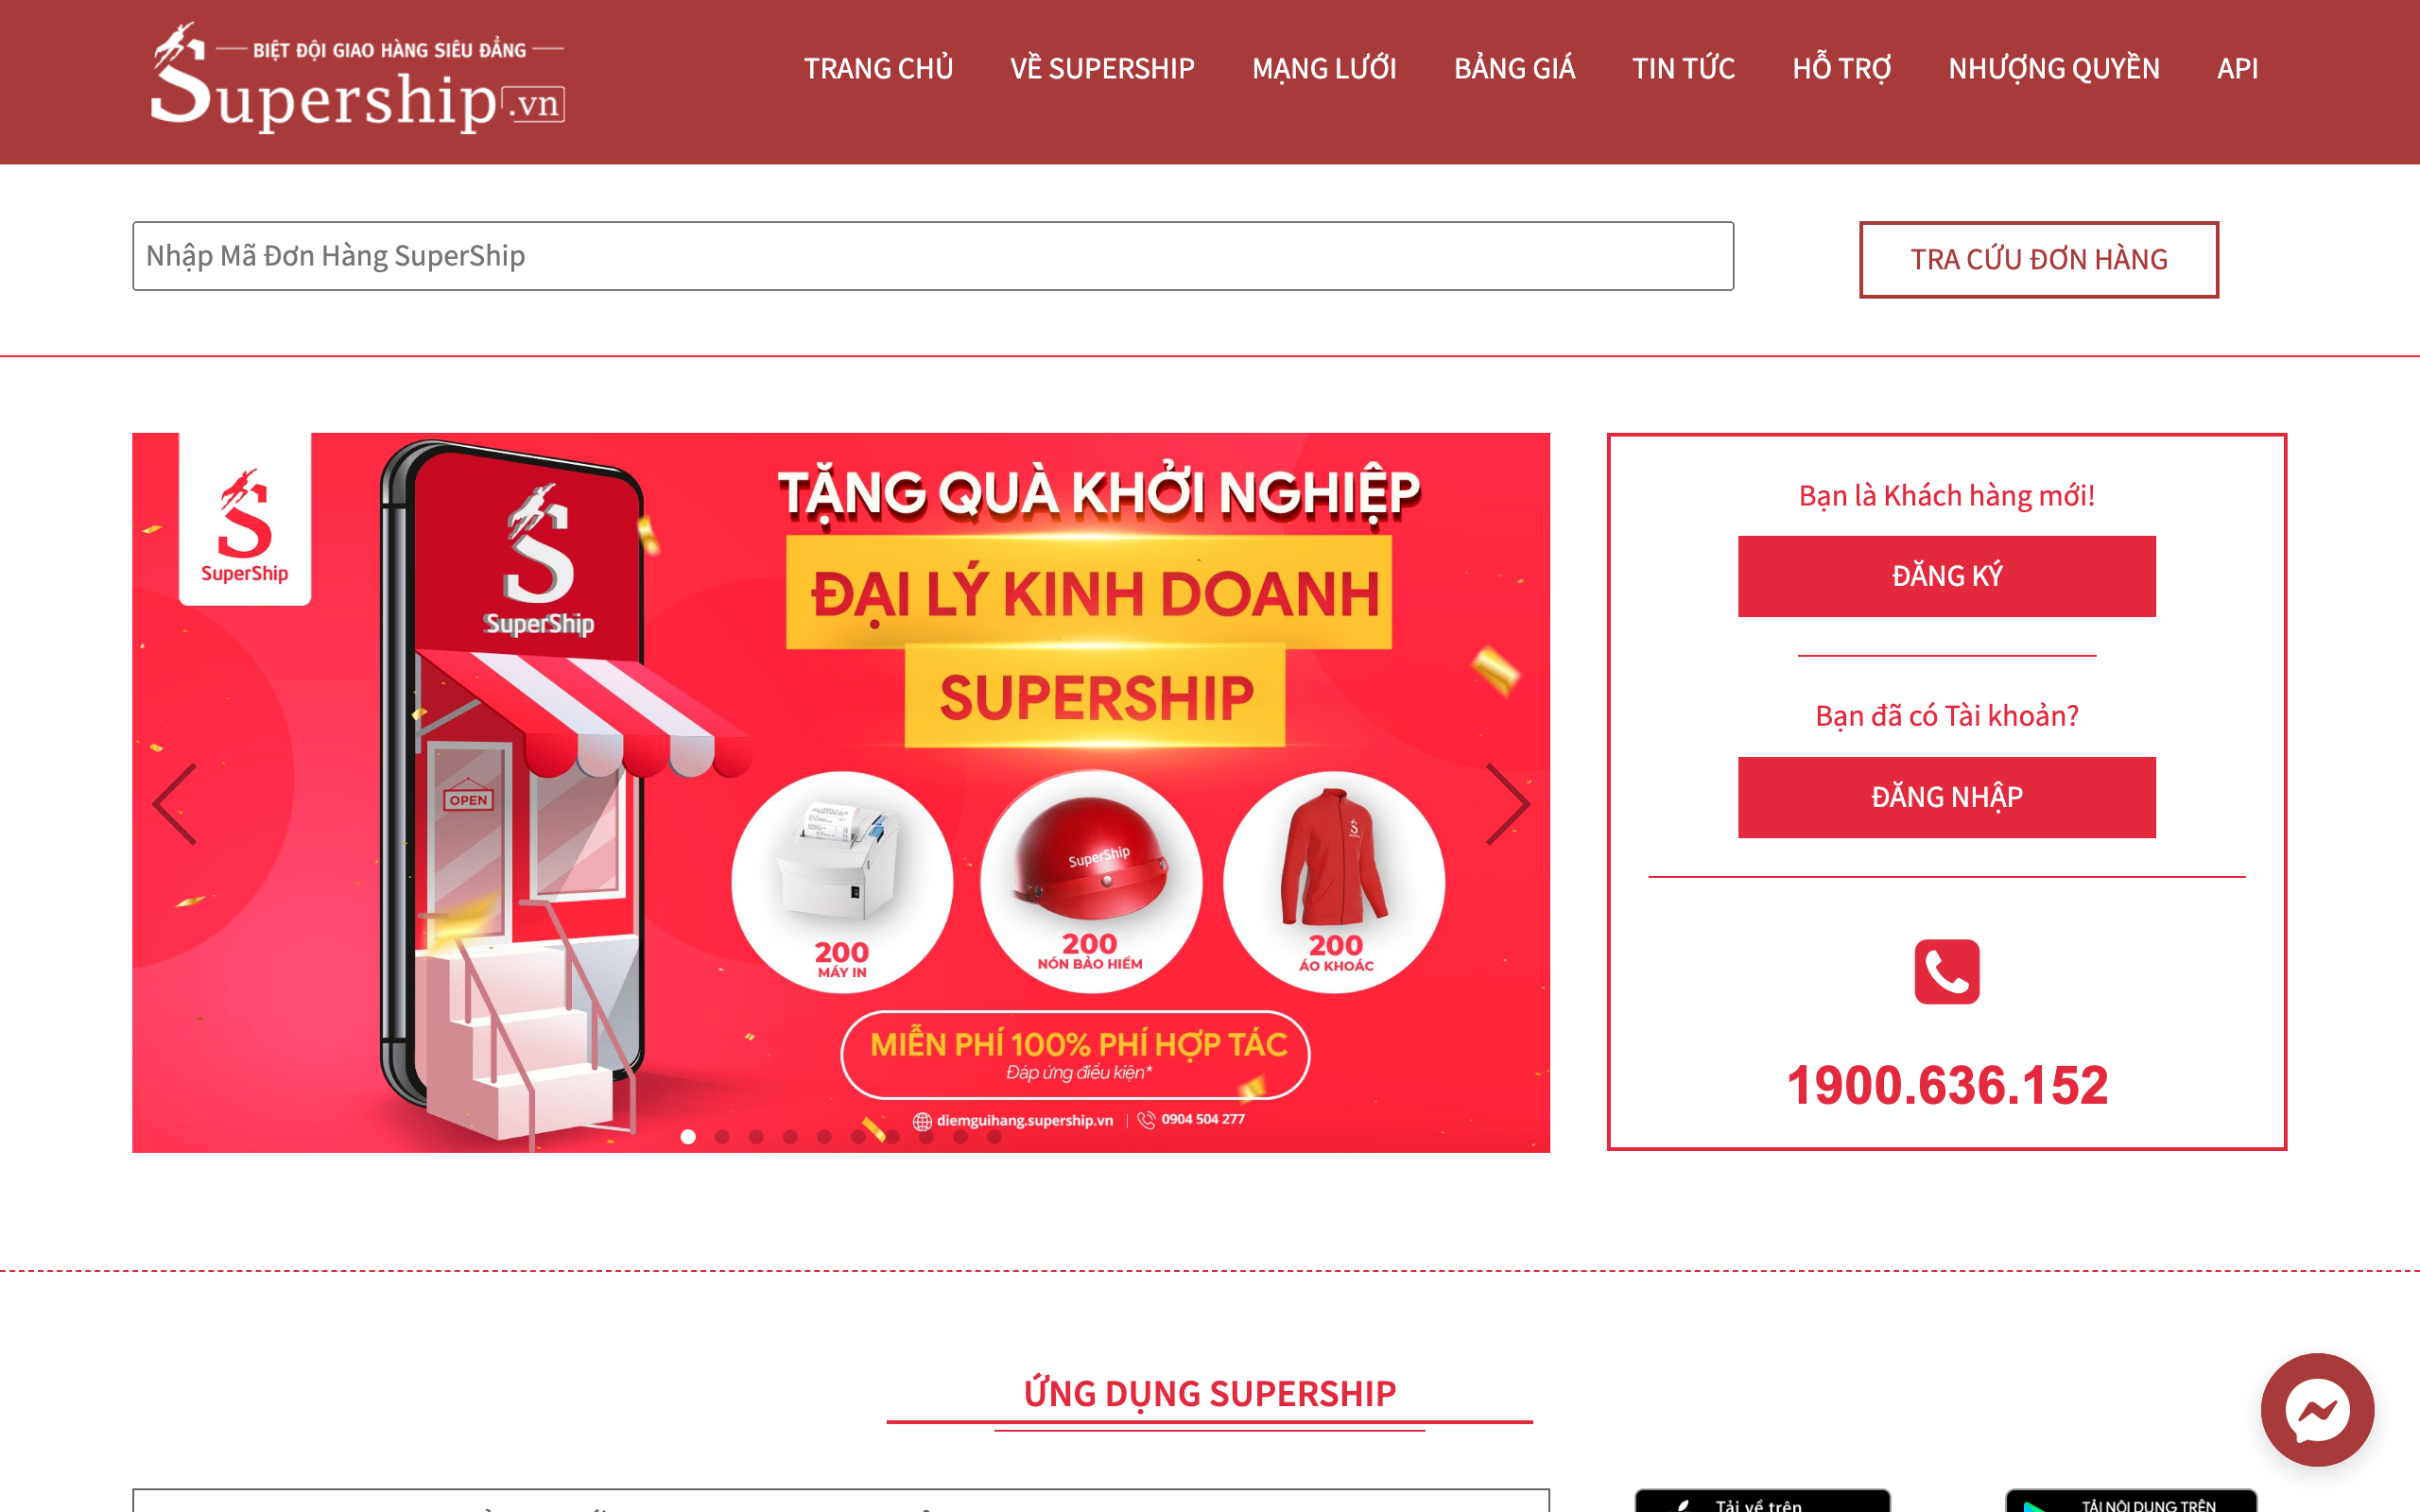 BIỆT ĐỘI GIAO HÀNG SIÊU ĐẲNG
Supership.vn
TRANG CHỦ
VỀ SUPERSHIP
MẠNG LƯỚI
BẢNG GIÁ
TIN TỨC
HỖ TRỢ
NHƯỢNG QUYỀN
API
Nhập Mã Đơn Hàng SuperShip
TRA CỨU ĐƠN HÀNG
SuperShip
SuperShip
OPEN
TẶNG QUÀ KHỞI NGHIỆP
ĐẠI LÝ KINH DOANH
SUPERSHIP
SuperShip
200
MÁY IN
200
NÓN BẢO HIỂM
200
ÁO KHOÁC
MIỄN PHÍ 100% PHÍ HỢP TÁC
Đáp ứng điều kiện*
diemguihang.supership.vn | 0904 504 277
Bạn là Khách hàng mới!
ĐĂNG KÝ
Bạn đã có Tài khoản?
ĐĂNG NHẬP
1900.636.152
ỨNG DỤNG SUPERSHIP
Tải về trên
TẢI NỘI DUNG TRÊN